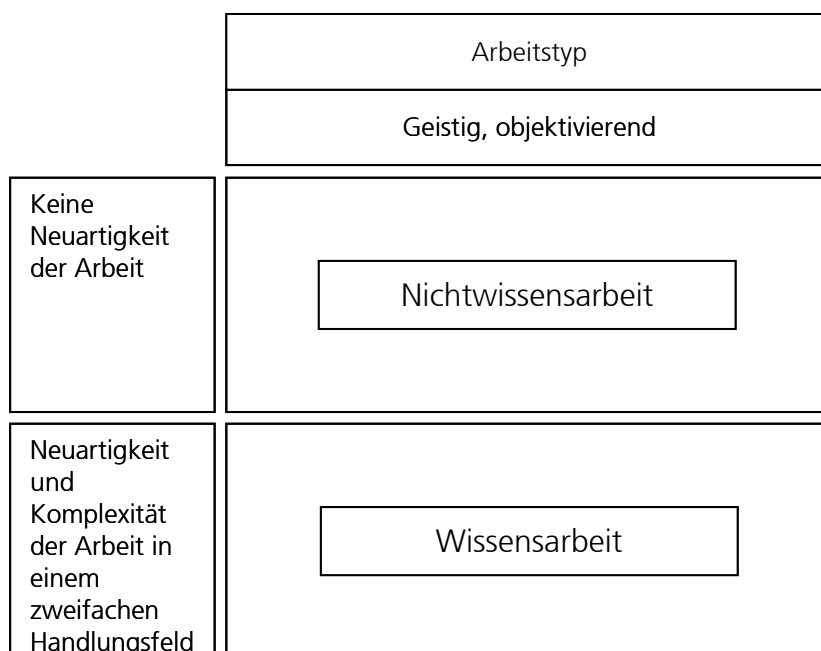 Arbeitstyp
Geistig, objektivierend
Keine
Neuartigkeit
der Arbeit
Nichtwissensarbeit
Neuartigkeit
und
Komplexität
der Arbeit in
einem
zweifachen
Handlungsfeld
Wissensarbeit